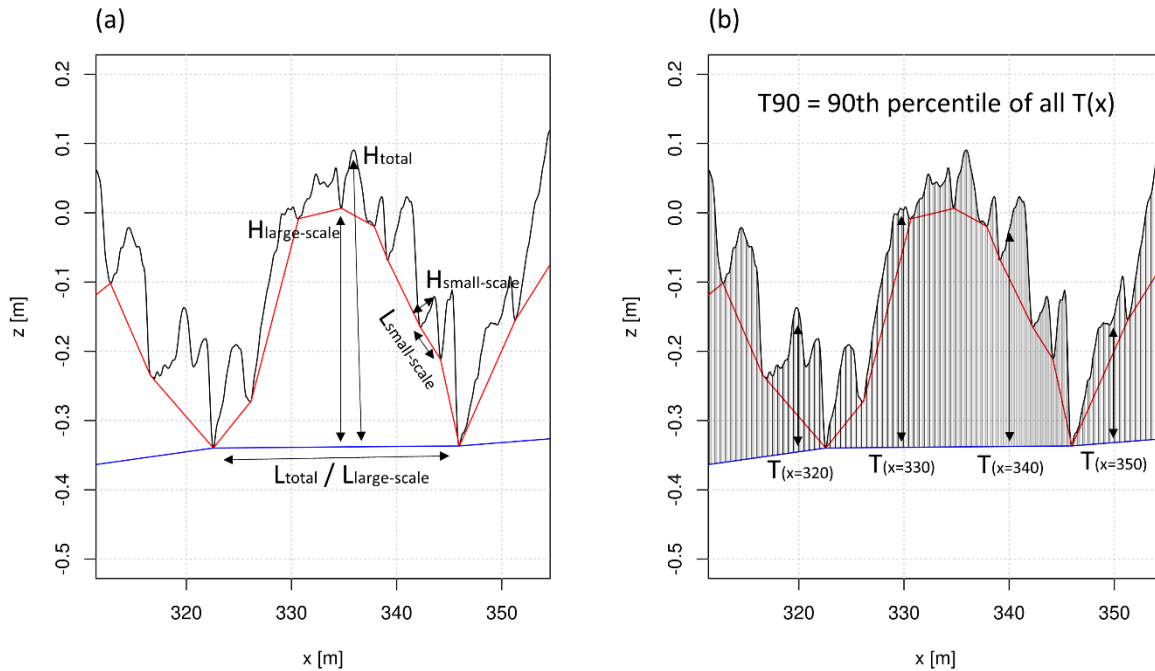 (a)
0.2
0.1
0.0
-0.1
-0.2
-0.3
-0.4
-0.5
z [m]
Htotal
Hlarge-scale
Hsmall-scale
Lsmall-scale
Ltotal / Llarge-scale
320 330 340 350
x [m]
(b)
T90 = 90th percentile of all T(x)
0.2
0.1
0.0
-0.1
-0.2
-0.3
-0.4
-0.5
z [m]
T(x=320) T(x=330) T(x=340) T(x=350)
320 330 340 350
x [m]